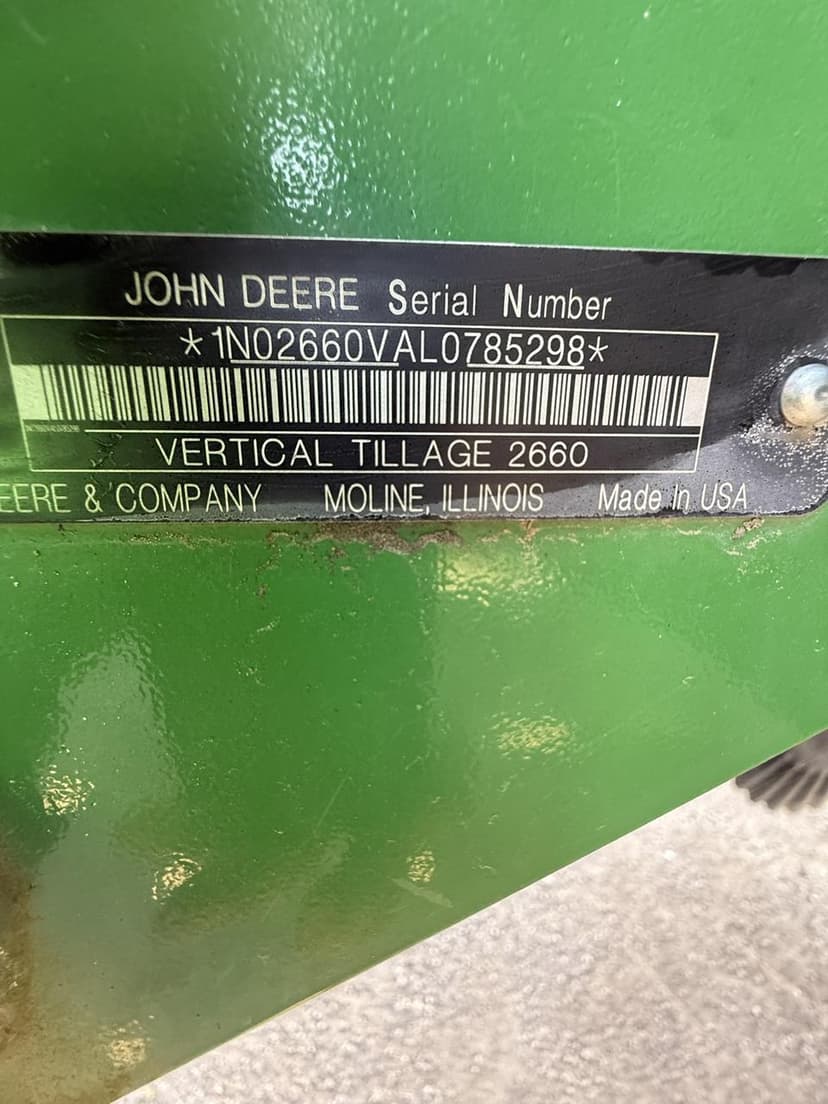 JOHN DEERE Serial Number
*1N02660VAL0785298*
VERTICAL TILLAGE 2660
EERE & COMPANY MOLINE, ILLINOIS Made in USA